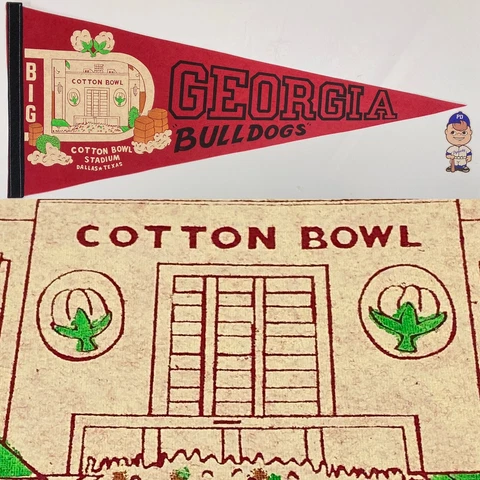 BIG
COTTON BOWL
COTTON BOWL
STADIUM
DALLAS TEXAS
GEORGIA
"BULLDOGS"
PD
COTTON BOWL